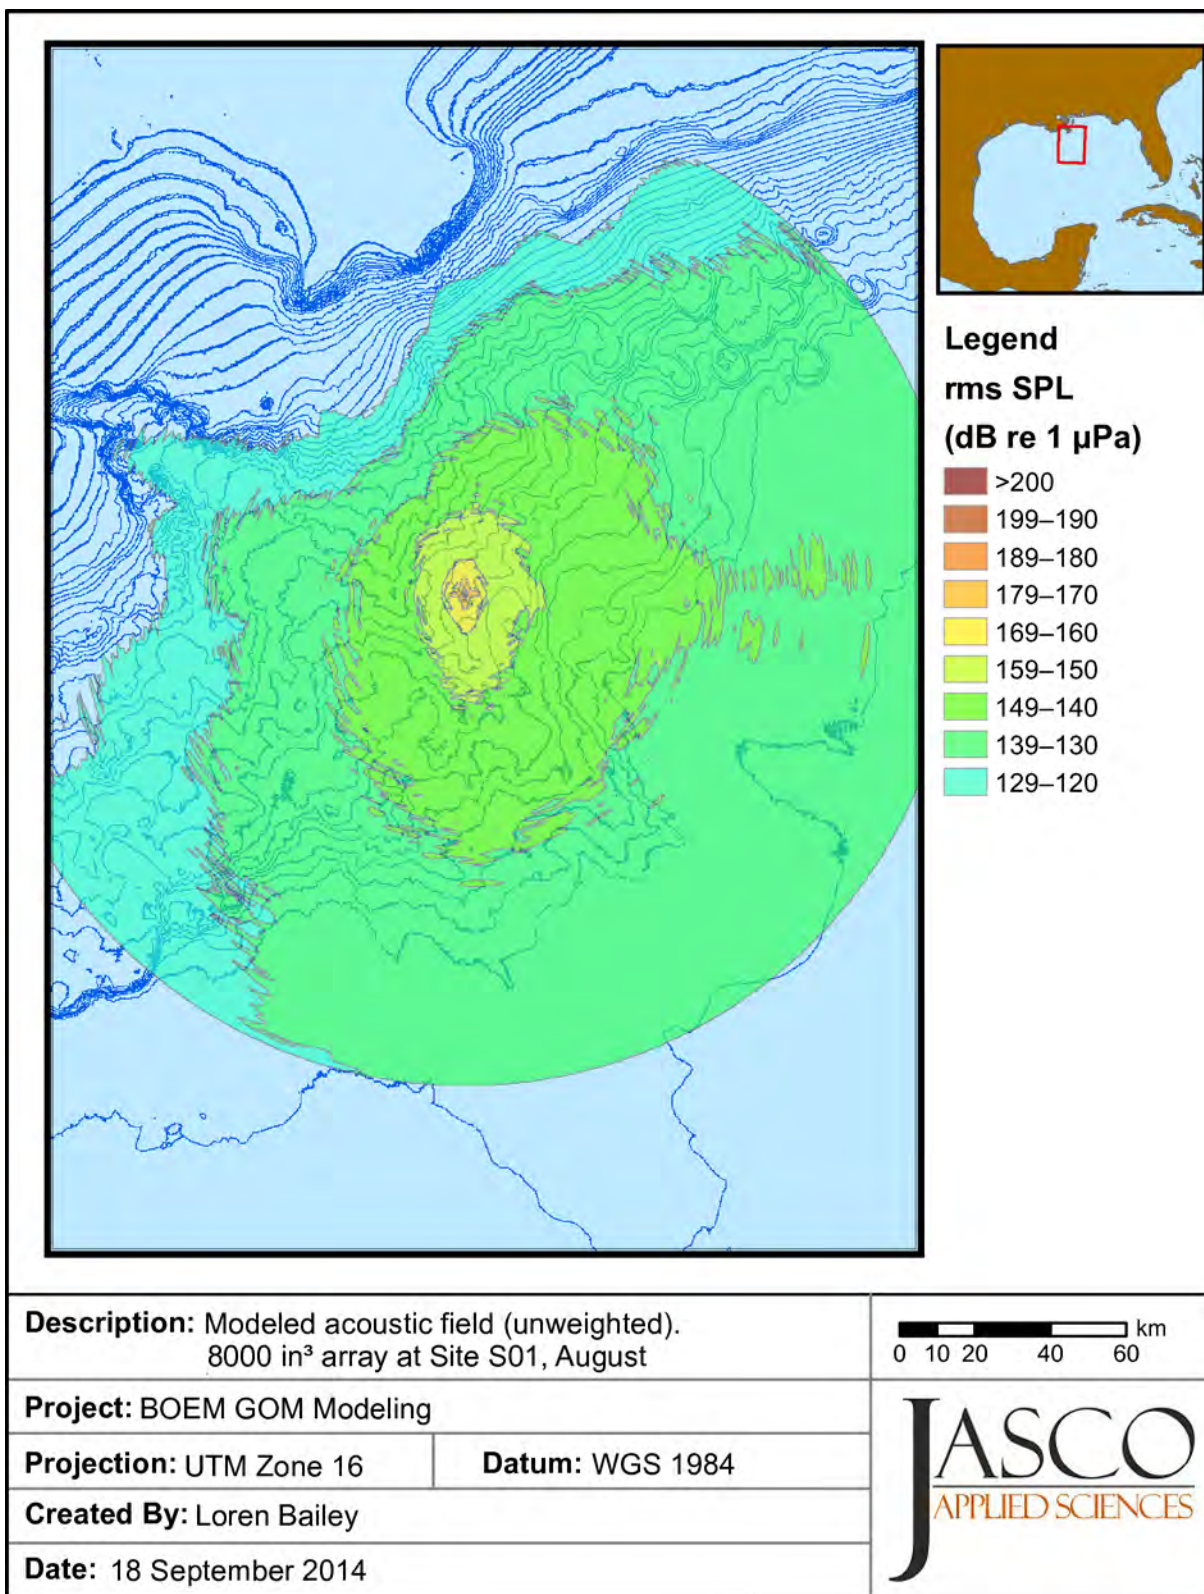 Legend
rms SPL
(dB re 1 µPa)
>200
199–190
189–180
179–170
169–160
159–150
149–140
139–130
129–120
Description: Modeled acoustic field (unweighted).
8000 in³ array at Site S01, August
km
0 10 20 40 60
Project: BOEM GOM Modeling
Projection: UTM Zone 16
Datum: WGS 1984
Created By: Loren Bailey
Date: 18 September 2014
JASCO
APPLIED SCIENCES